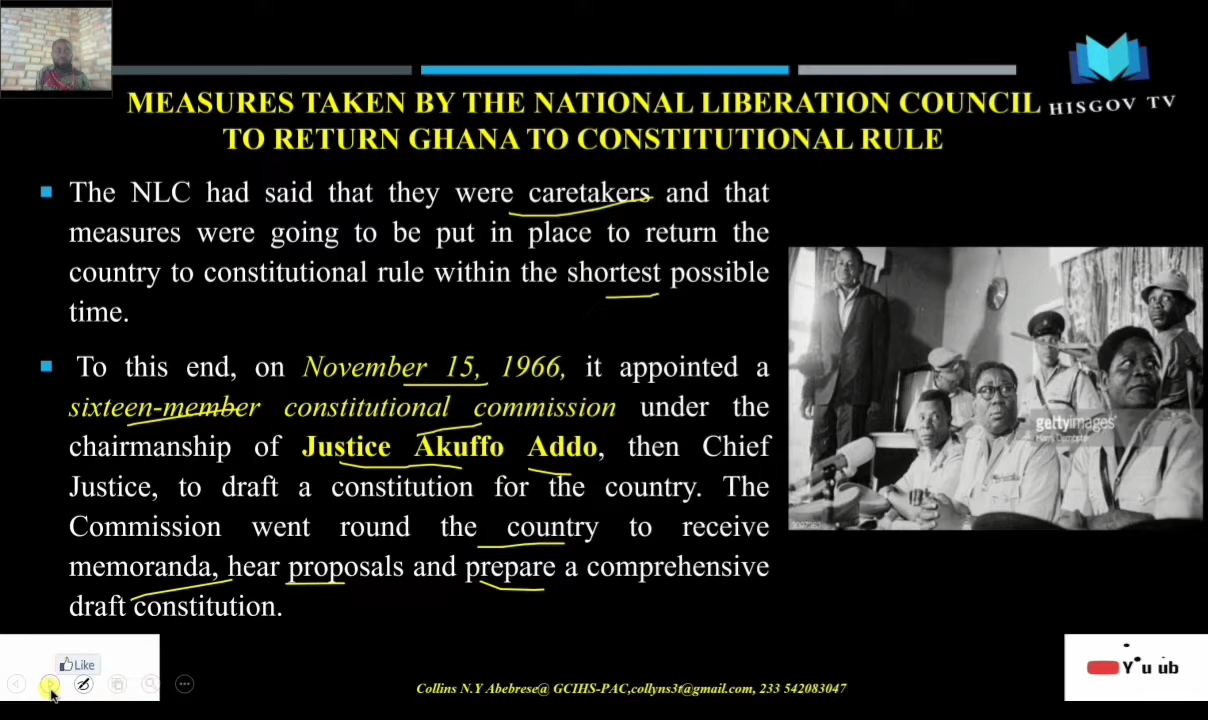 MEASURES TAKEN BY THE NATIONAL LIBERATION COUNCIL
TO RETURN GHANA TO CONSTITUTIONAL RULE
HISGOV TV
The NLC had said that they were caretakers and that
measures were going to be put in place to return the
country to constitutional rule within the shortest possible
time.
To this end, on November 15, 1966, it appointed a
sixteen-member constitutional commission under the
chairmanship of Justice Akuffo Addo, then Chief
Justice, to draft a constitution for the country. The
Commission went round the country to receive
memoranda, hear proposals and prepare a comprehensive
draft constitution.
gettyimages
Like
Collins N.Y Abebrese@ GCIHS-PAC,collyns3t@gmail.com, 233 542083047